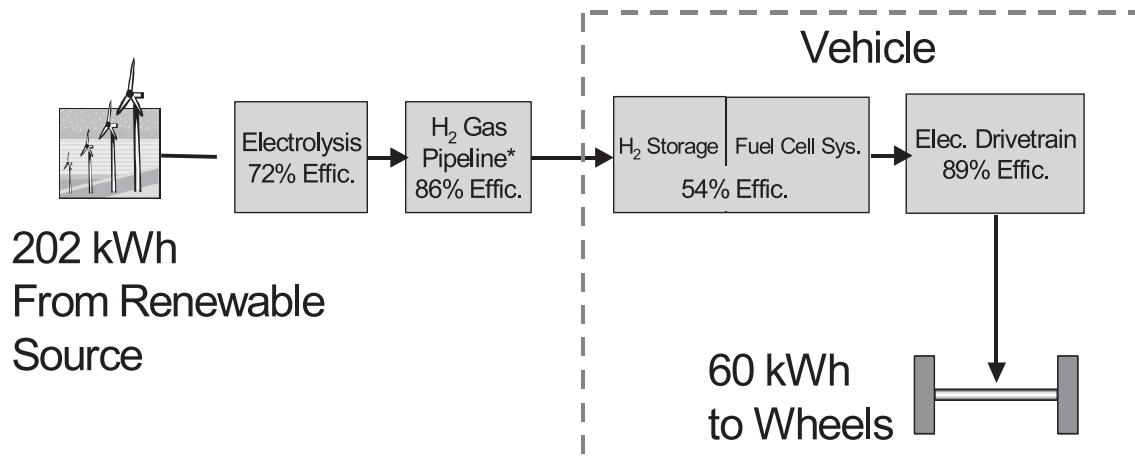 Vehicle
Electrolysis
72% Effic.
H₂ Gas
Pipeline*
86% Effic.
H₂ Storage
Fuel Cell Sys.
54% Effic.
Elec. Drivetrain
89% Effic.
202 kWh
From Renewable
Source
60 kWh
to Wheels